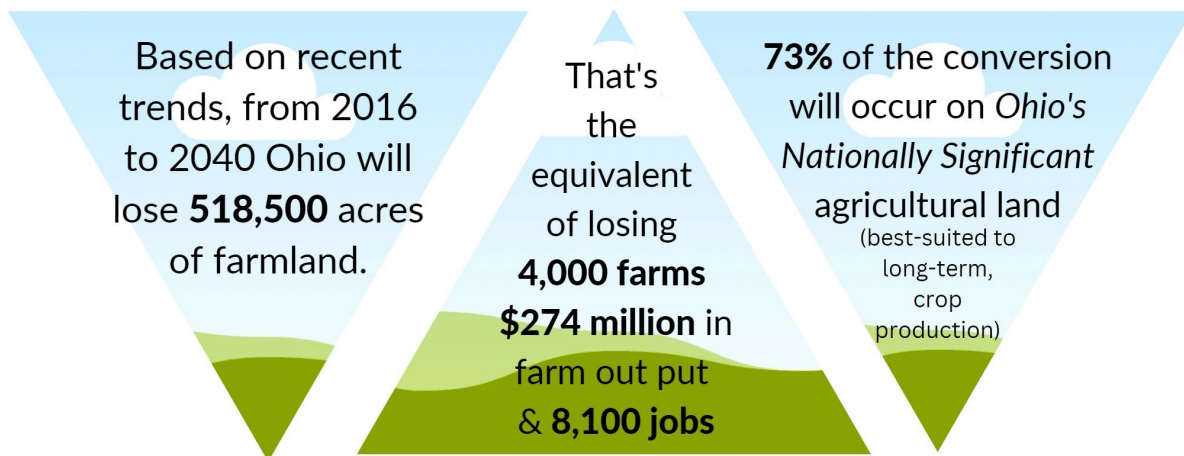 Based on recent
trends, from 2016
to 2040 Ohio will
lose 518,500 acres
of farmland.
That's
the
equivalent
of losing
4,000 farms
$274 million in
farm out put
& 8,100 jobs
73% of the conversion
will occur on Ohio's
Nationally Significant
agricultural land
(best-suited to
long-term,
crop
production)